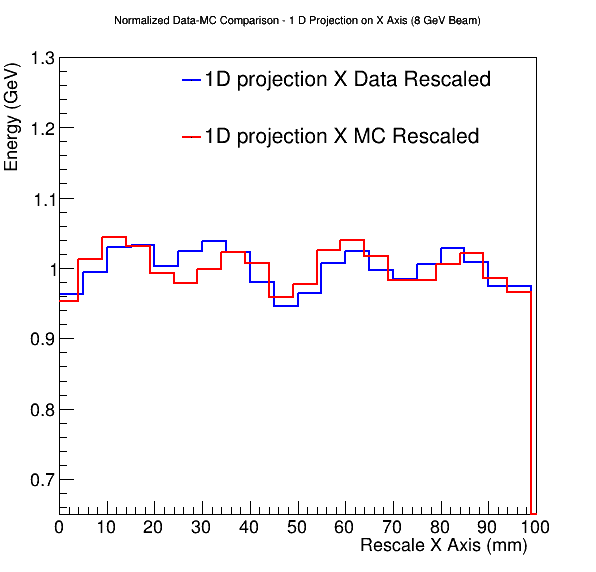 Normalized Data-MC Comparison - 1 D Projection on X Axis (8 GeV Beam)
Energy (GeV)
1D projection X Data Rescaled
1D projection X MC Rescaled
1.3
1.2
1.1
1
0.9
0.8
0.7
0 10 20 30 40 50 60 70 80 90 100
Rescale X Axis (mm)